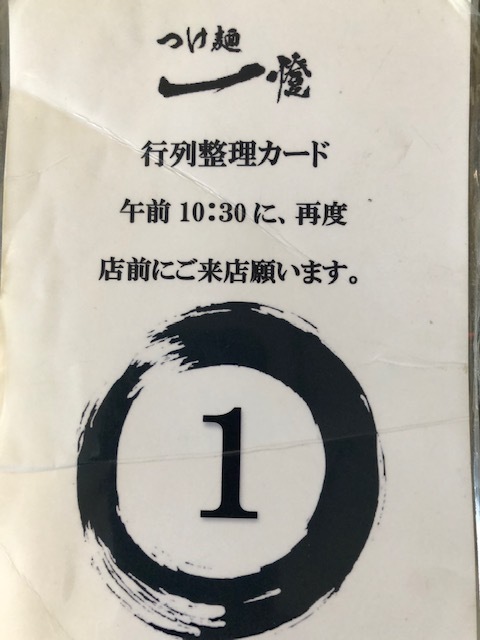 つけ麺
一燈
行列整理カード
午前 10:30 に、再度
店前にご来店願います。
1